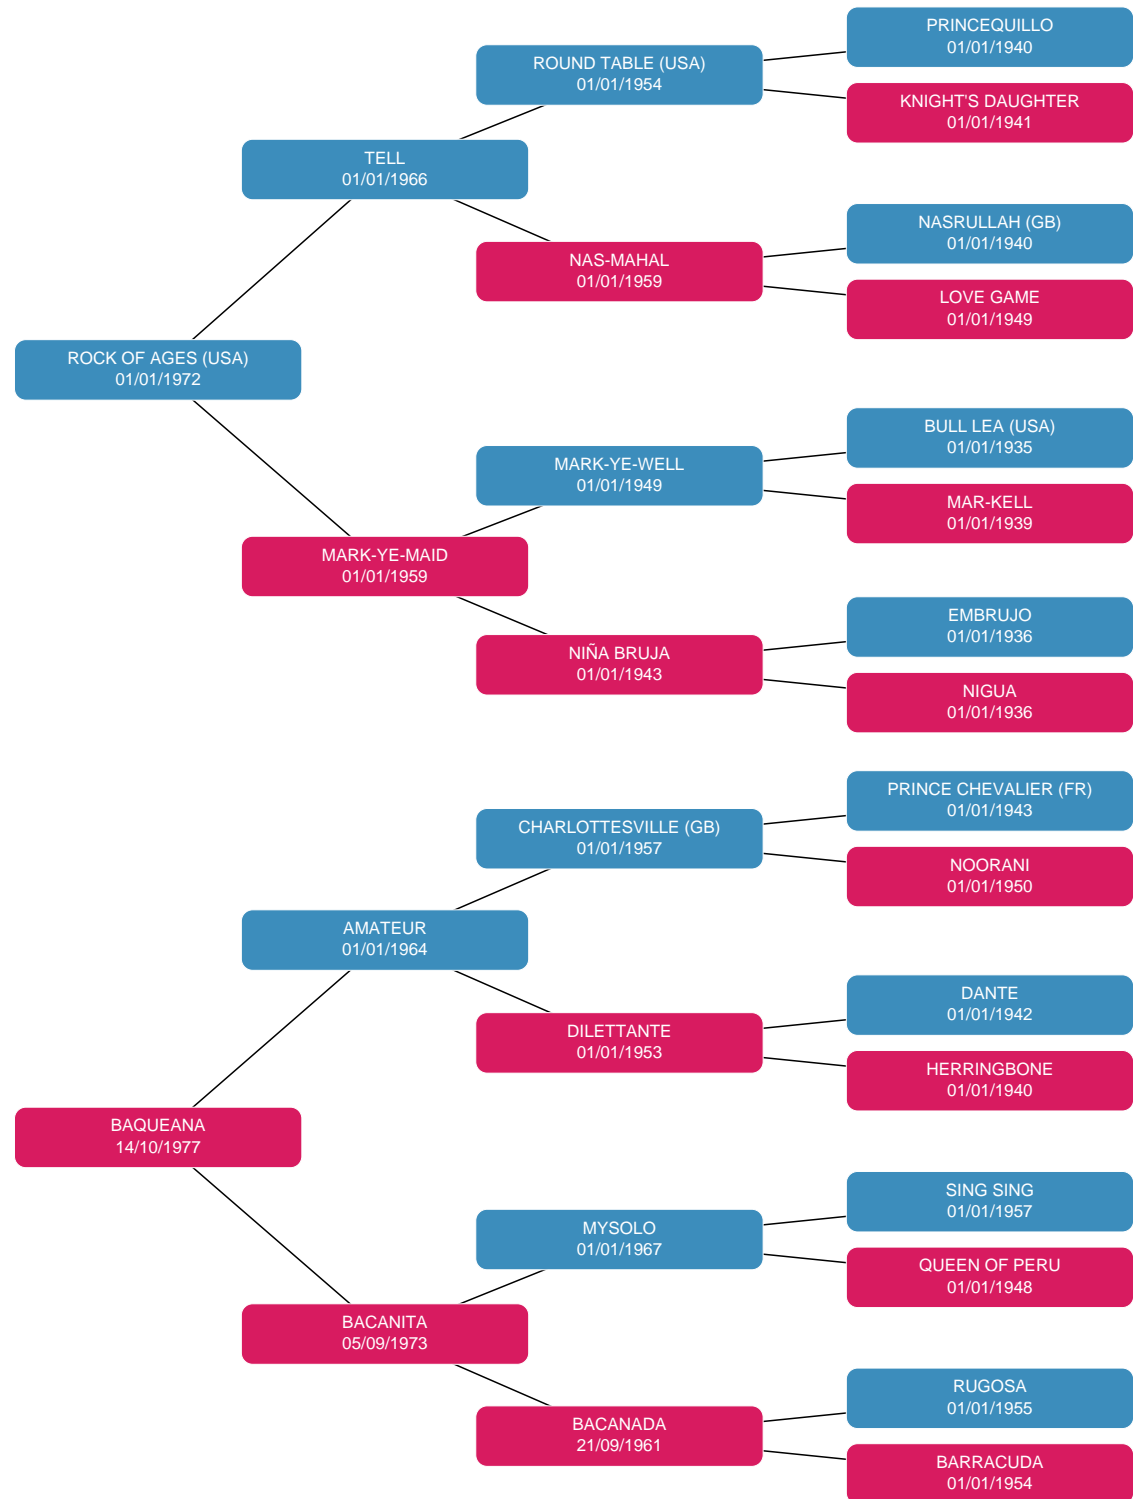 PRINCEQUILLO
01/01/1940
ROUND TABLE (USA)
01/01/1954
KNIGHT'S DAUGHTER
01/01/1941
TELL
01/01/1966
NASRULLAH (GB)
01/01/1940
NAS-MAHAL
01/01/1959
LOVE GAME
01/01/1949
ROCK OF AGES (USA)
01/01/1972
BULL LEA (USA)
01/01/1935
MARK-YE-WELL
01/01/1949
MAR-KELL
01/01/1939
MARK-YE-MAID
01/01/1959
EMBRUJO
01/01/1936
NIÑA BRUJA
01/01/1943
NIGUA
01/01/1936
PRINCE CHEVALIER (FR)
01/01/1943
CHARLOTTESVILLE (GB)
01/01/1957
NOORANI
01/01/1950
AMATEUR
01/01/1964
DANTE
01/01/1942
DILETTANTE
01/01/1953
HERRINGBONE
01/01/1940
BAQUEANA
14/10/1977
SING SING
01/01/1957
MYSOLO
01/01/1967
QUEEN OF PERU
01/01/1948
BACANITA
05/09/1973
RUGOSA
01/01/1955
BACANADA
21/09/1961
BARRACUDA
01/01/1954